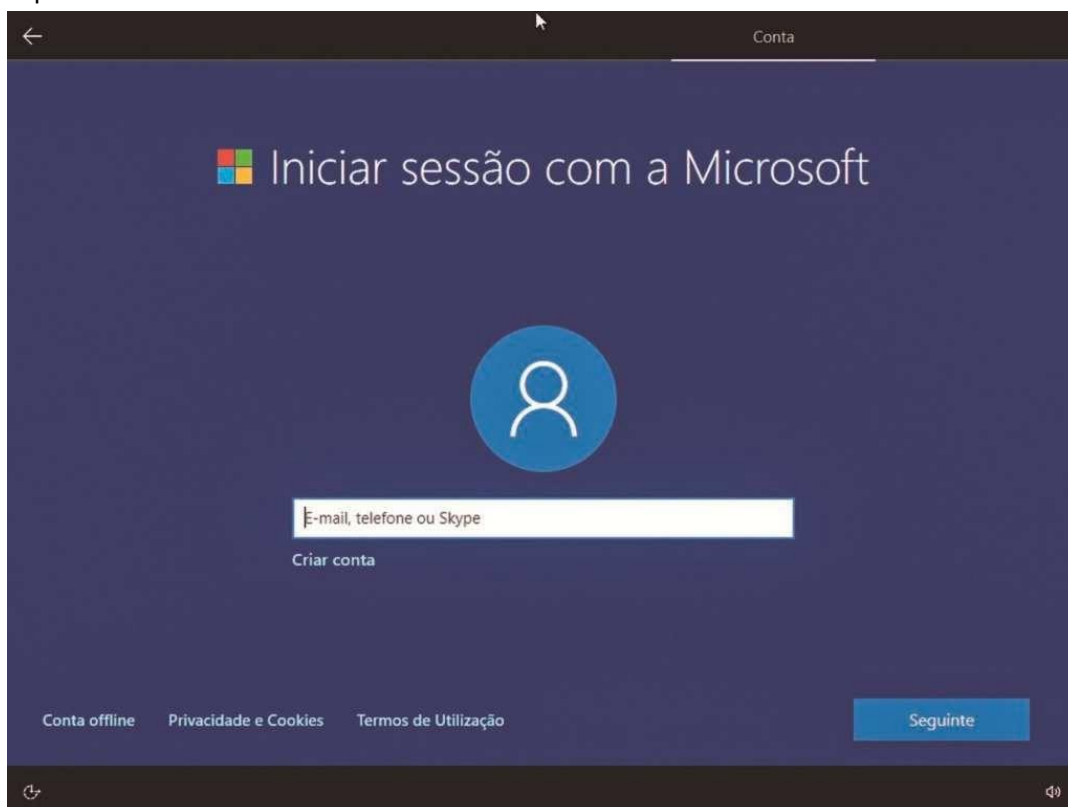 Conta
Iniciar sessão com a Microsoft
E-mail, telefone ou Skype
Criar conta
Conta offline Privacidade e Cookies Termos de Utilização Seguinte